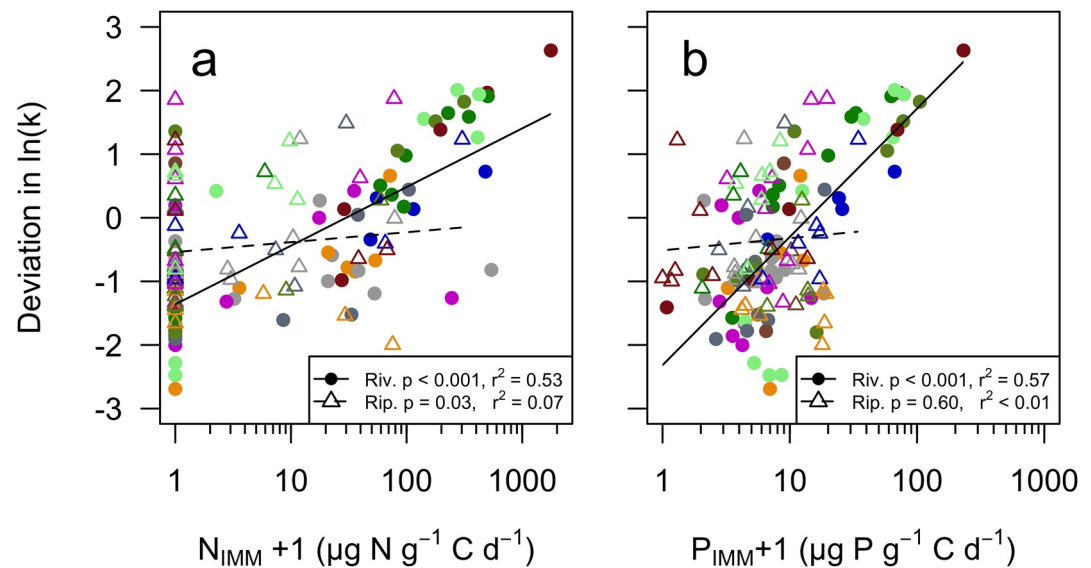 Deviation in ln(k)
3
2
1
0
-1
-2
-3
a
Riv. p < 0.001, r² = 0.53
Rip. p = 0.03, r² = 0.07
1 10 100 1000
N_IMM +1 (µg N g⁻¹ C d⁻¹)
b
Riv. p < 0.001, r² = 0.57
Rip. p = 0.60, r² < 0.01
1 10 100 1000
P_IMM+1 (µg P g⁻¹ C d⁻¹)